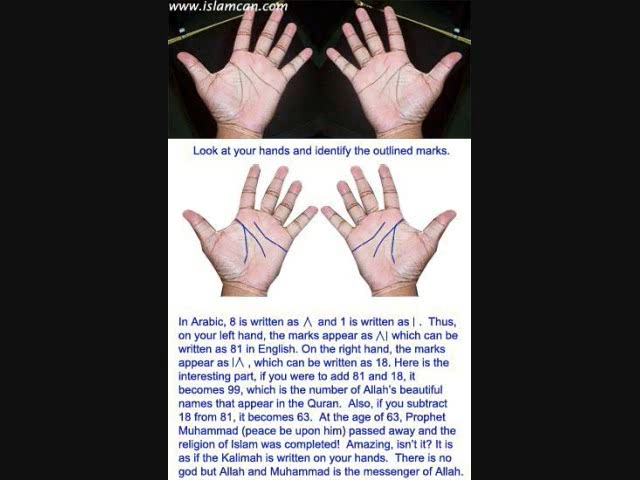 www.islamcan.com
Look at your hands and identify the outlined marks.
In Arabic, 8 is written as ٨ and 1 is written as ا . Thus,
on your left hand, the marks appear as ٨ا which can be
written as 81 in English. On the right hand, the marks
appear as ا٨ , which can be written as 18. Here is the
interesting part, if you were to add 81 and 18, it
becomes 99, which is the number of Allah's beautiful
names that appear in the Quran. Also, if you subtract
18 from 81, it becomes 63. At the age of 63, Prophet
Muhammad (peace be upon him) passed away and the
religion of Islam was completed! Amazing, isn't it? It is
as if the Kalimah is written on your hands. There is no
god but Allah and Muhammad is the messenger of Allah.